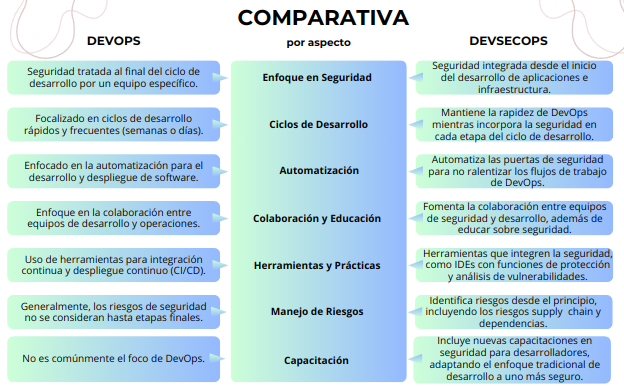 COMPARATIVA
DEVOPS
por aspecto
DEVSECOPS
Seguridad tratada al final del ciclo de
desarrollo por un equipo específico.
Enfoque en Seguridad
Seguridad integrada desde el inicio
del desarrollo de aplicaciones e
infraestructura.
Focalizado en ciclos de desarrollo
rápidos y frecuentes (semanas o días).
Ciclos de Desarrollo
Mantiene la rapidez de DevOps
mientras incorpora la seguridad en
cada etapa del ciclo de desarrollo.
Enfocado en la automatización para el
desarrollo y despliegue de software.
Automatización
Automatiza las puertas de seguridad
para no ralentizar los flujos de trabajo
de DevOps.
Enfoque en la colaboración entre
equipos de desarrollo y operaciones.
Colaboración y Educación
Fomenta la colaboración entre equipos
de seguridad y desarrollo, además de
educar sobre seguridad.
Uso de herramientas para integración
continua y despliegue continuo (CI/CD).
Herramientas y Prácticas
Herramientas que integren la seguridad,
como IDEs con funciones de protección
y análisis de vulnerabilidades.
Generalmente, los riesgos de seguridad
no se consideran hasta etapas finales.
Manejo de Riesgos
Identifica riesgos desde el principio,
incluyendo los riesgos supply chain y
dependencias.
No es comúnmente el foco de DevOps.
Capacitación
Incluye nuevas capacitaciones en
seguridad para desarrolladores,
adaptando el enfoque tradicional de
desarrollo a uno más seguro.